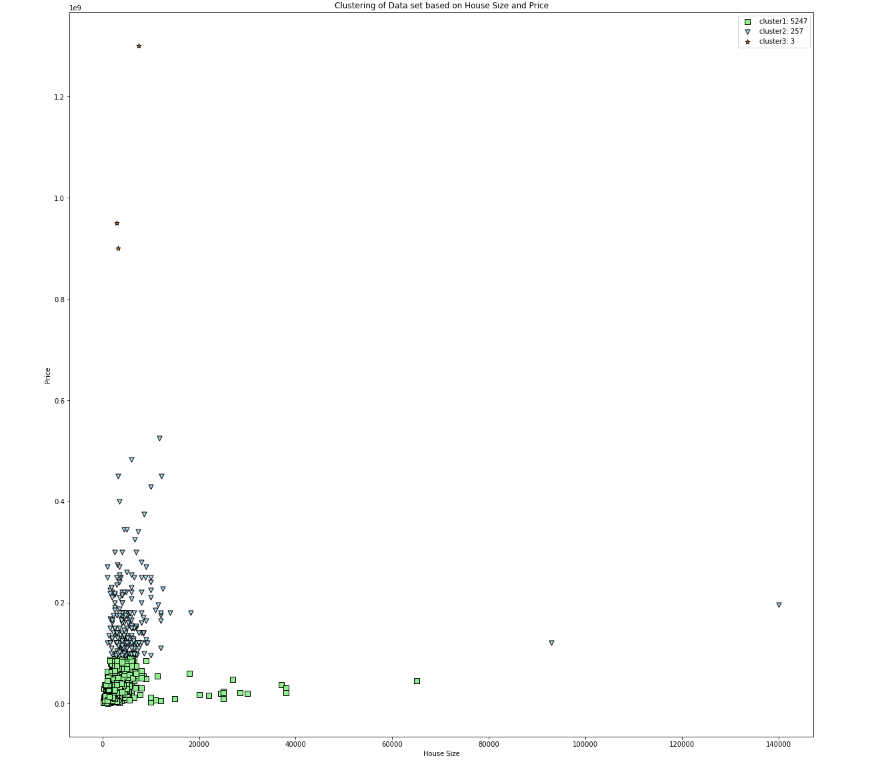 Clustering of Data set based on House Size and Price
1e9
cluster1: 5247
cluster2: 257
cluster3: 3
1.2
1.0
0.8
0.6
0.4
0.2
0.0
Price
0 20000 40000 60000 80000 100000 120000 140000
House Size